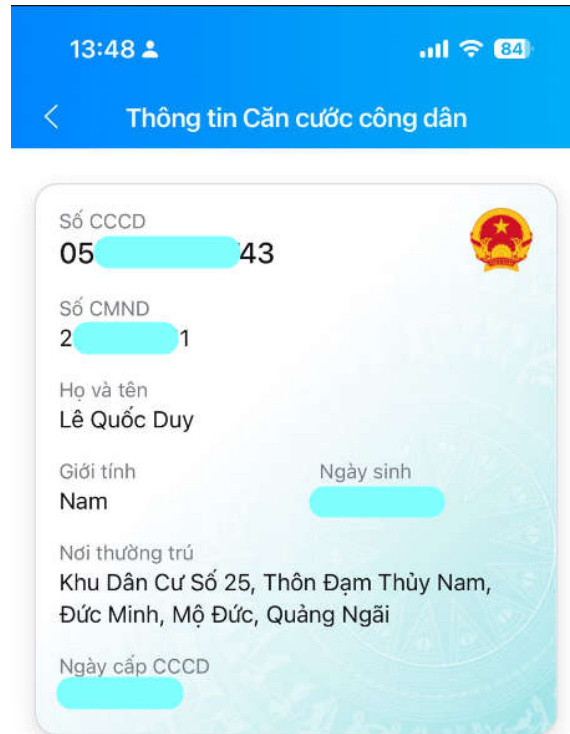 13:48
84
Thông tin Căn cước công dân
Số CCCD
05 43
Số CMND
2 1
Họ và tên
Lê Quốc Duy
Giới tính Ngày sinh
Nam
Nơi thường trú
Khu Dân Cư Số 25, Thôn Đạm Thủy Nam,
Đức Minh, Mộ Đức, Quảng Ngãi
Ngày cấp CCCD